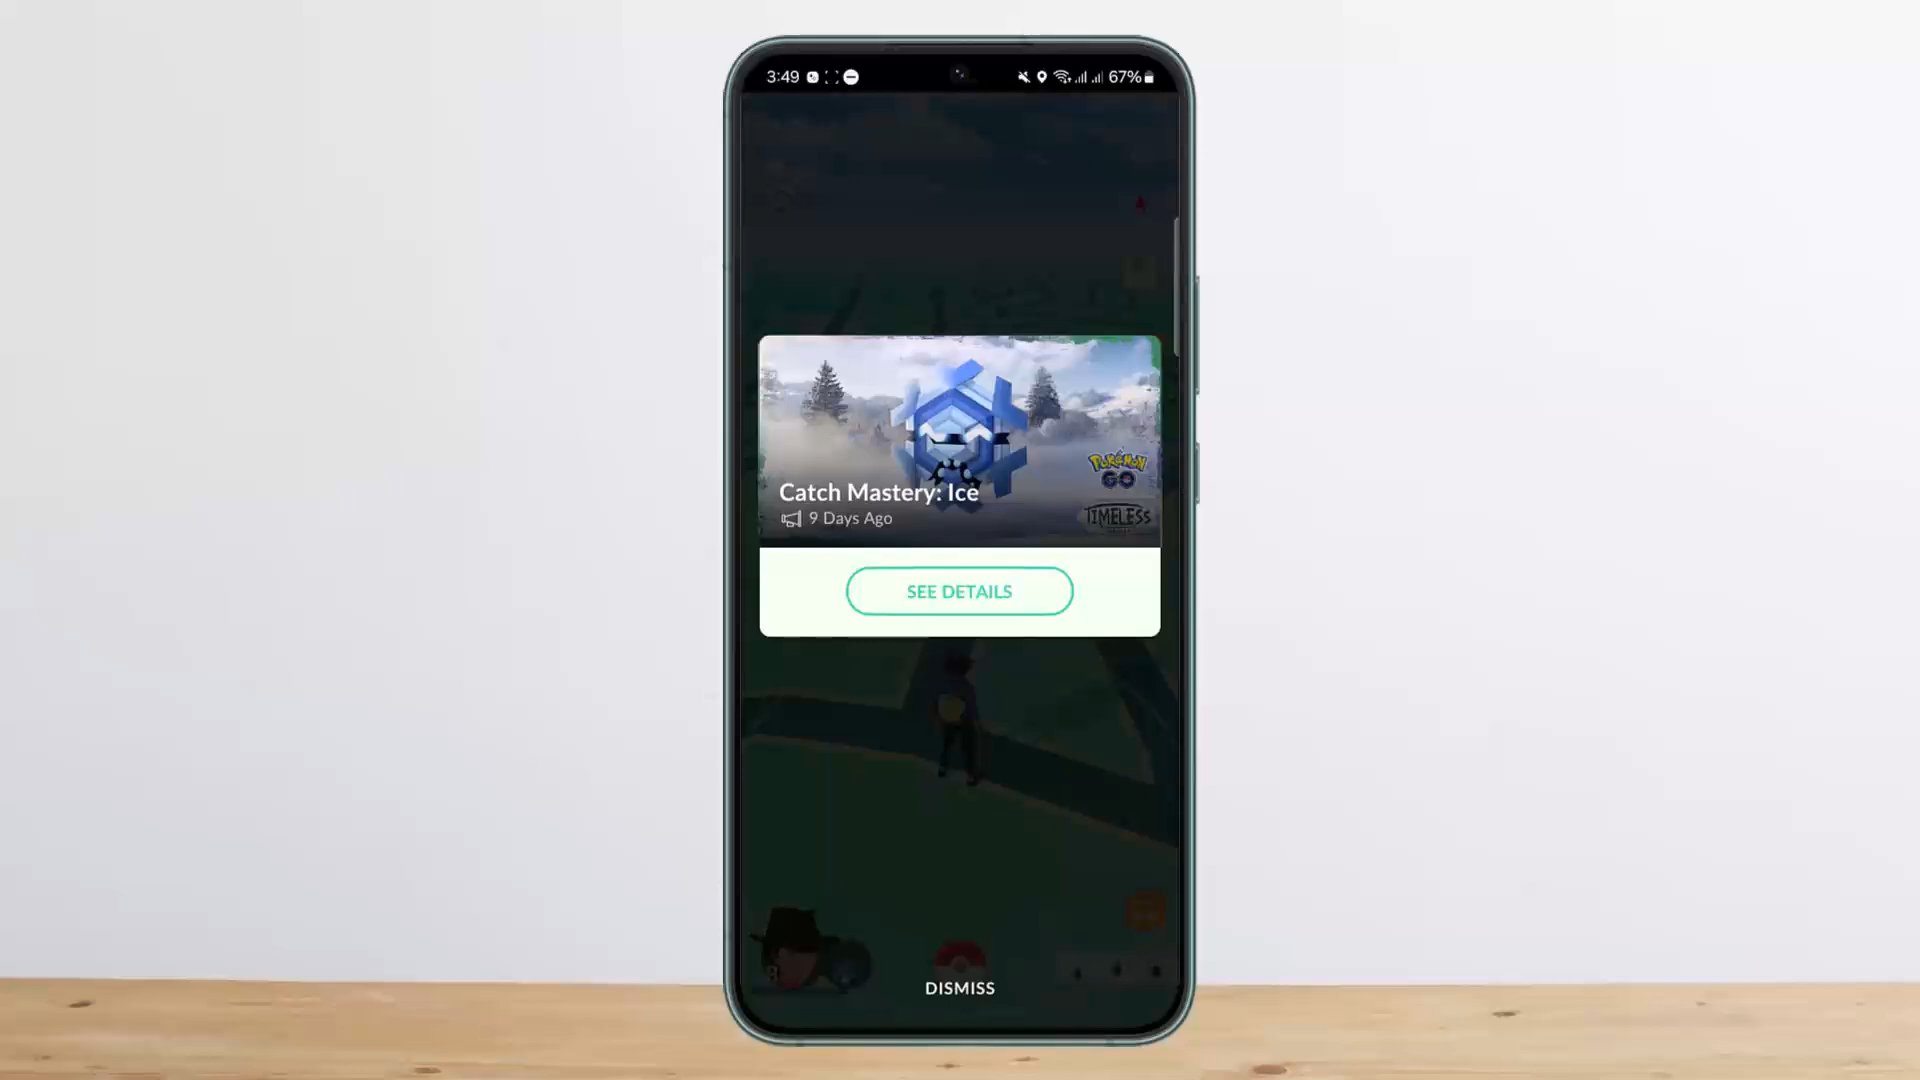 3:49
67%
Catch Mastery: Ice
9 Days Ago
POKÉMON
GO
TIMELESS
SEE DETAILS
DISMISS